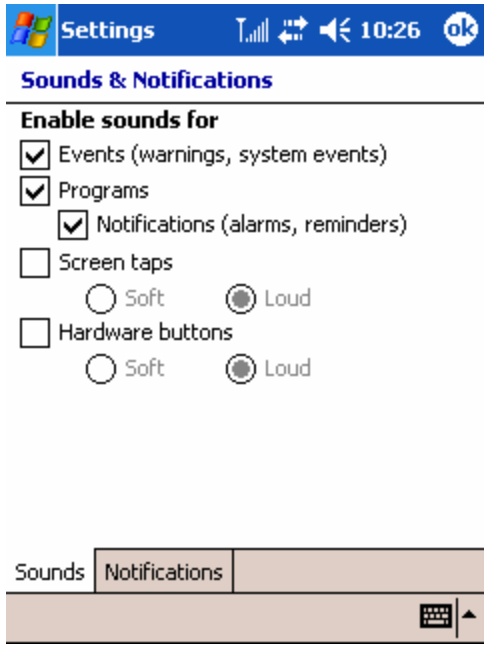 Settings 10:26 ok
Sounds & Notifications
Enable sounds for
Events (warnings, system events)
Programs
Notifications (alarms, reminders)
Screen taps
Soft Loud
Hardware buttons
Soft Loud
Sounds Notifications